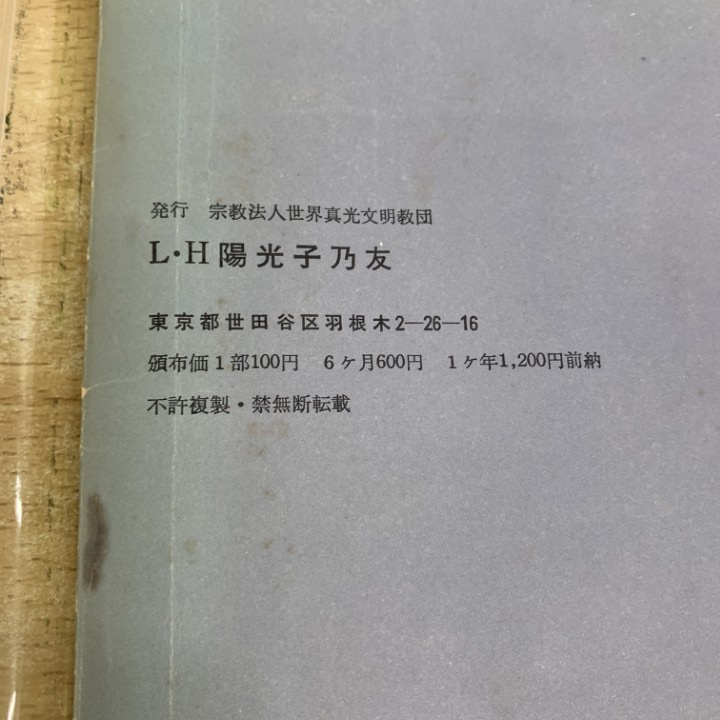 発行　宗教法人世界真光文明教団
L・H陽光子乃友
東京都世田谷区羽根木2―26―16
頒布価1部100円　6ヶ月600円　1ヶ年1,200円前納
不許複製・禁無断転載